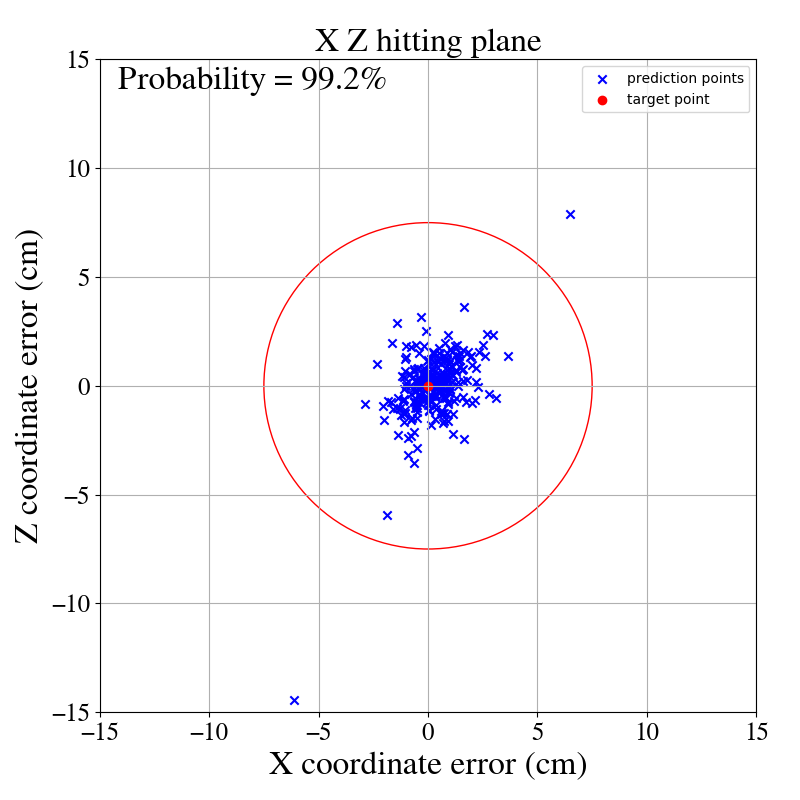 X Z hitting plane
Probability = 99.2%
prediction points
target point
15
10
5
0
−5
−10
−15
Z coordinate error (cm)
−15 −10 −5 0 5 10 15
X coordinate error (cm)